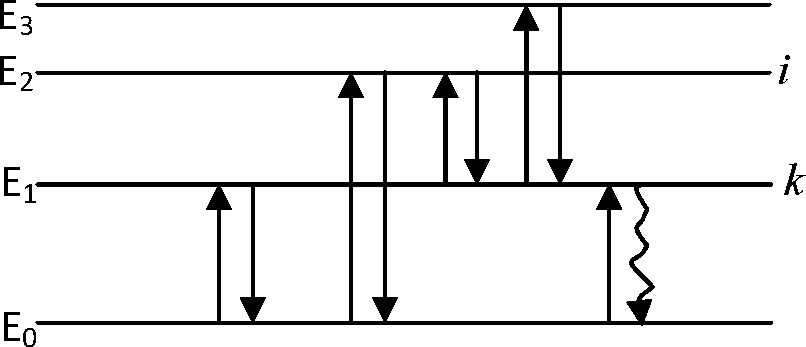 E₃
E₂ i
E₁ k
E₀